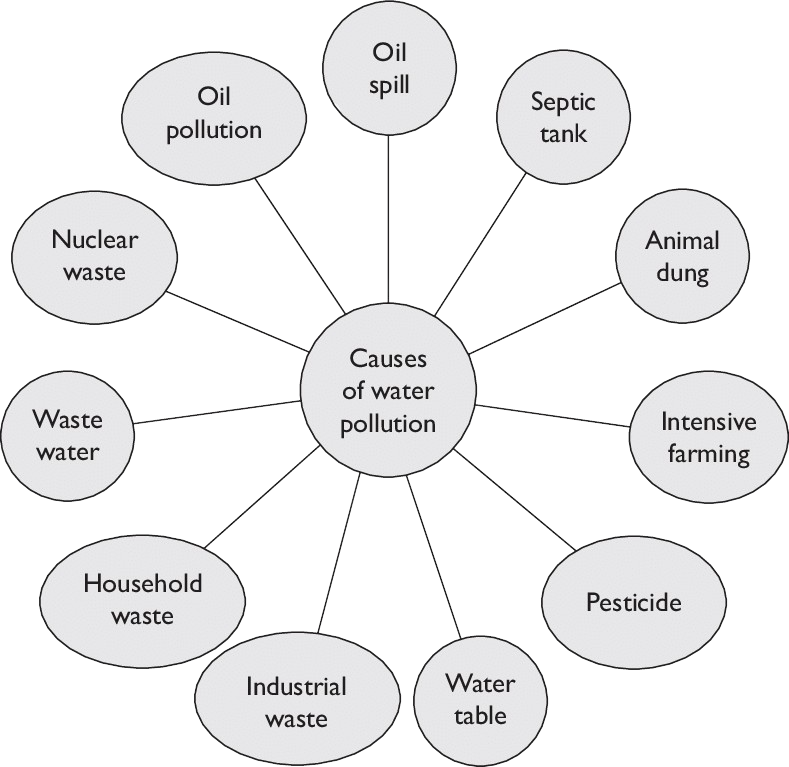 Oil
spill
Oil
pollution
Septic
tank
Nuclear
waste
Animal
dung
Causes
of water
pollution
Waste
water
Intensive
farming
Household
waste
Pesticide
Industrial
waste
Water
table